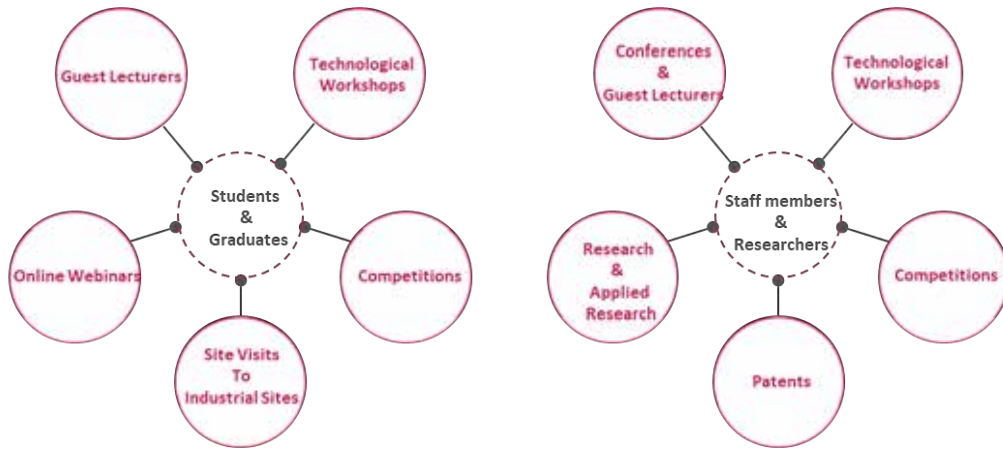 Guest Lecturers
Technological
Workshops
Students
&
Graduates
Online Webinars
Competitions
Site Visits
To
Industrial Sites
Conferences
&
Guest Lecturers
Technological
Workshops
Staff members
&
Researchers
Research
&
Applied
Research
Competitions
Patents